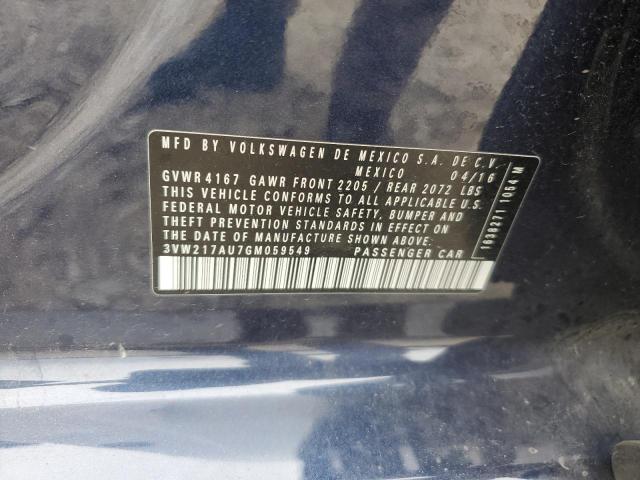 MFD BY VOLKSWAGEN DE MEXICO S.A. DE C.V.
MEXICO 04/16
GVWR 4167 GAWR FRONT 2205 / REAR 2072 LBS
THIS VEHICLE CONFORMS TO ALL APPLICABLE U.S.
FEDERAL MOTOR VEHICLE SAFETY, BUMPER AND
THEFT PREVENTION STANDARDS IN EFFECT ON
THE DATE OF MANUFACTURE SHOWN ABOVE.
3VW217AU7GM059549 PASSENGER CAR
1638271 1054 M